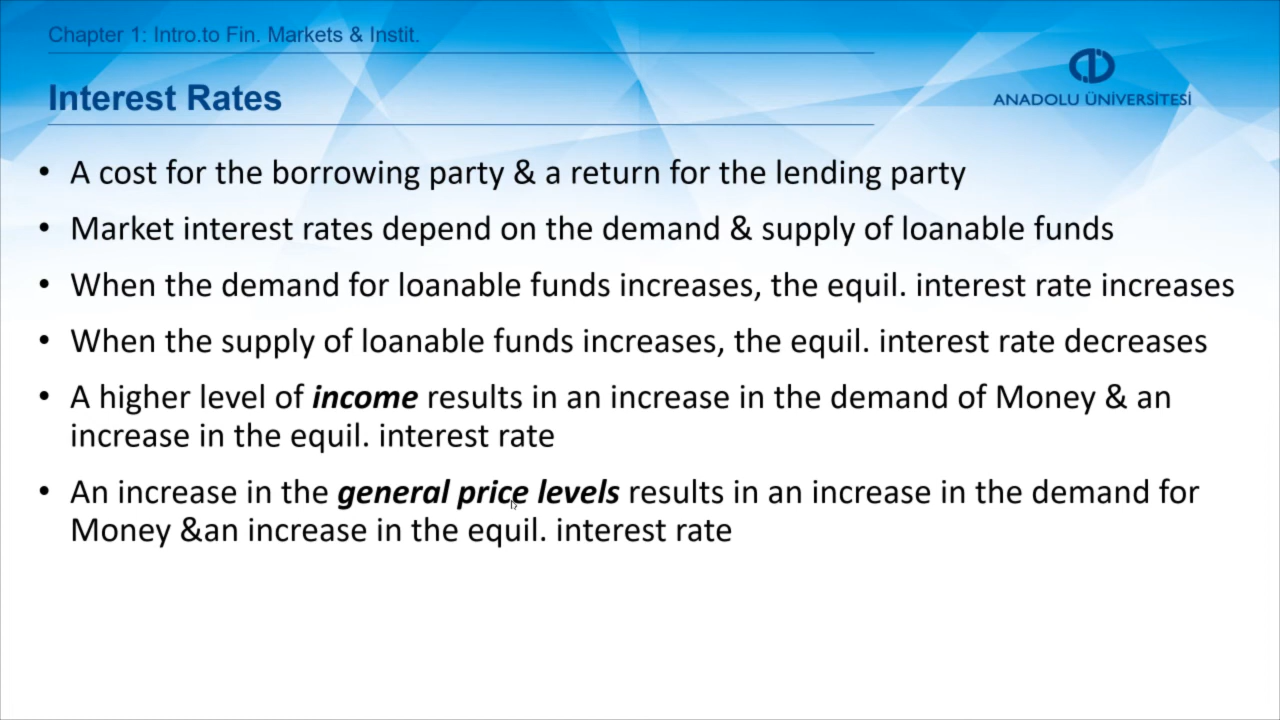 Chapter 1: Intro.to Fin. Markets & Instit.
Interest Rates
ANADOLU ÜNİVERSİTESİ
• A cost for the borrowing party & a return for the lending party
• Market interest rates depend on the demand & supply of loanable funds
• When the demand for loanable funds increases, the equil. interest rate increases
• When the supply of loanable funds increases, the equil. interest rate decreases
• A higher level of income results in an increase in the demand of Money & an
increase in the equil. interest rate
• An increase in the general price levels results in an increase in the demand for
Money &an increase in the equil. interest rate